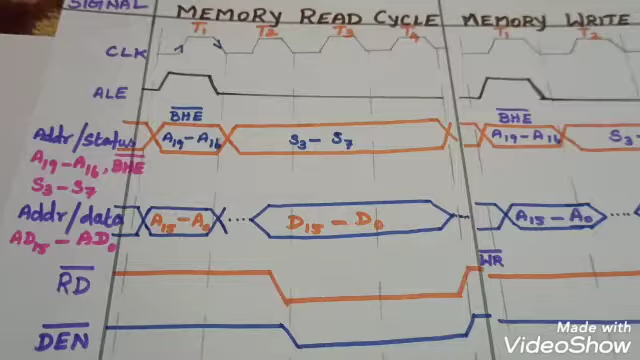 SIGNAL
MEMORY READ CYCLE
MEMORY WRITE
T1 T2 T3 T4
T1 T2
CLK
ALE
BHE
BHE
Addr/status
A19-A16, BHE
S3-S7
A19-A16
S3-S7
A19-A16
S3-
Addr/data
AD15-AD0
A15-A0
D15-D0
A15-A0
RD
WR
DEN
Made with
VideoShow